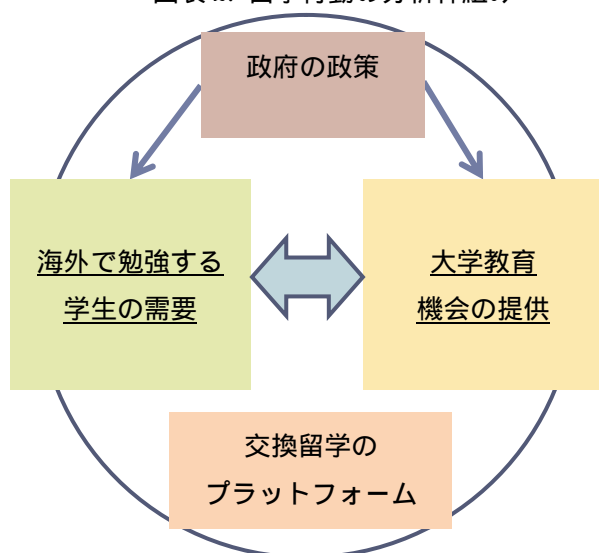 政府の政策
海外で勉強する
学生の需要
大学教育
機会の提供
交換留学の
プラットフォーム